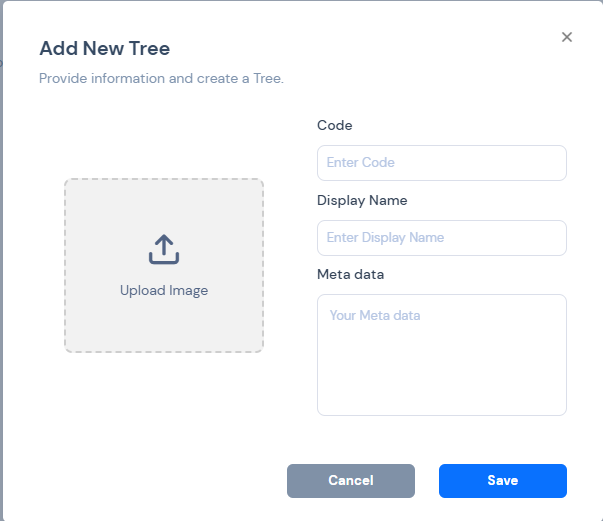 Add New Tree
Provide information and create a Tree.
Code
Enter Code
Display Name
Enter Display Name
Meta data
Your Meta data
Upload Image
Cancel
Save